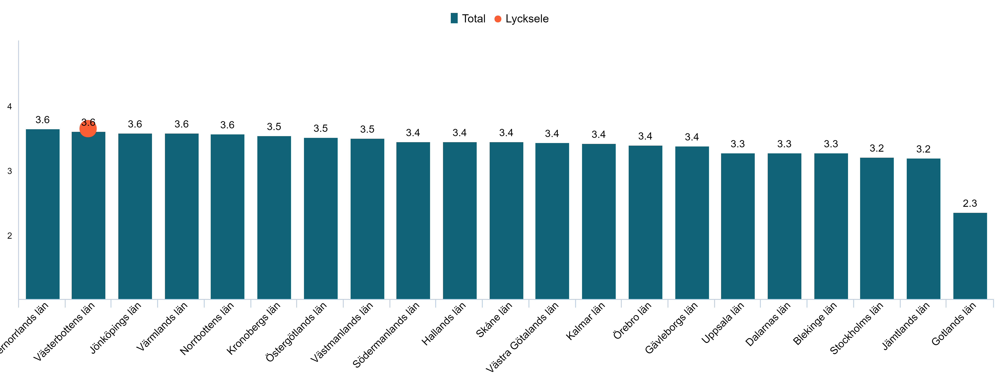 Total Lycksele
4
3
2
3.6
3.6
3.6
3.6
3.6
3.5
3.5
3.5
3.4
3.4
3.4
3.4
3.4
3.4
3.4
3.3
3.3
3.3
3.2
3.2
2.3
ernorrlands län
Västerbottens län
Jönköpings län
Värmlands län
Norrbottens län
Kronobergs län
Östergötlands län
Västmanlands län
Södermanlands län
Hallands län
Skåne län
Västra Götalands län
Kalmar län
Örebro län
Gävleborgs län
Uppsala län
Dalarnas län
Blekinge län
Stockholms län
Jämtlands län
Gotlands län